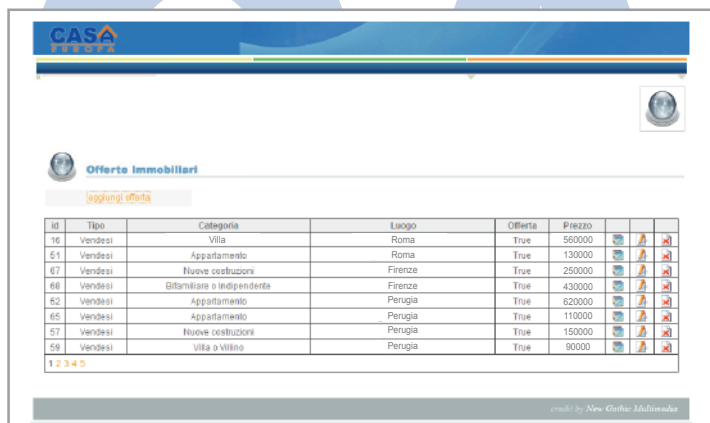 CASA
EUROPA
Offerte Immobiliari
aggiungi offerta
id Tipo Categoria Luogo Offerta Prezzo
16 Vendesi Villa Roma True 560000
51 Vendesi Appartamento Roma True 130000
67 Vendesi Nuove costruzioni Firenze True 250000
68 Vendesi Bifamiliare o Indipendente Firenze True 430000
52 Vendesi Appartamento Perugia True 620000
65 Vendesi Appartamento Perugia True 110000
57 Vendesi Nuove costruzioni Perugia True 150000
59 Vendesi Villa o Villino Perugia True 90000
1 2 3 4 5
credit by New Gothic Multimedia